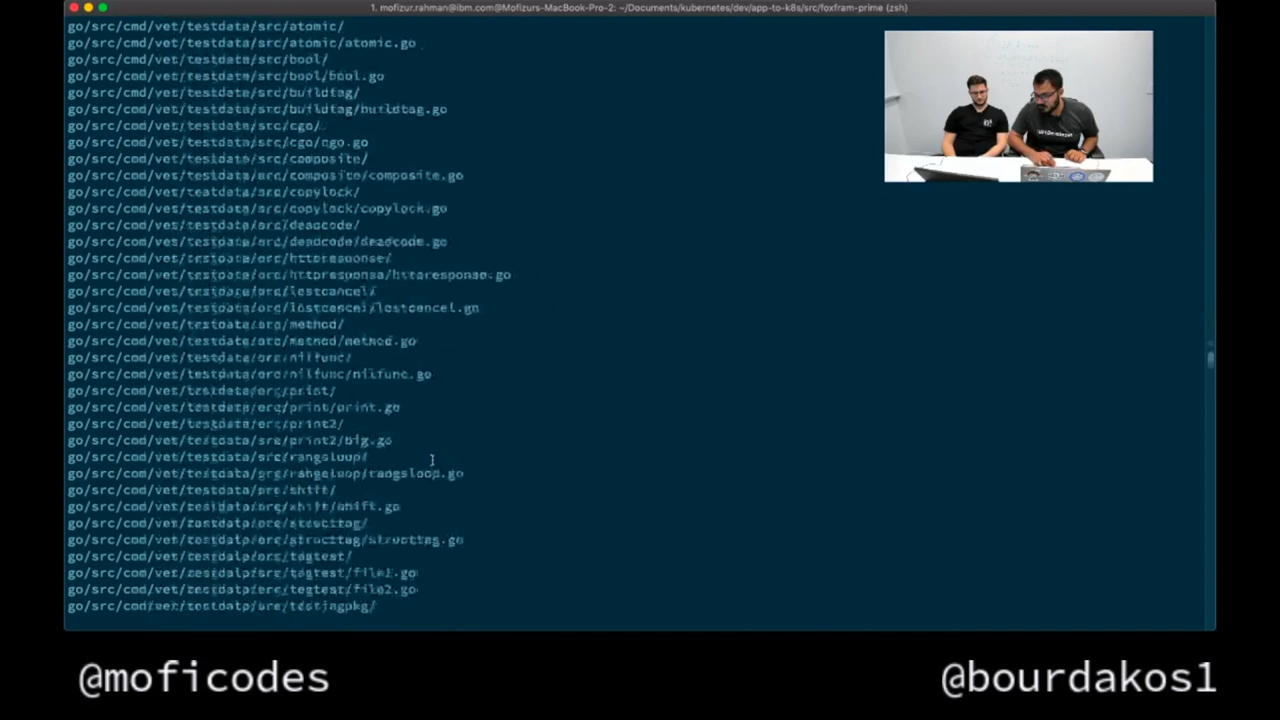 1. mofizur.rahman@ibm.com@Mofizurs-MacBook-Pro-2: ~/Documents/kubernetes/dev/app-to-k8s/src/foxfram-prime (zsh)
go/src/cmd/vet/testdata/src/atomic/
go/src/cmd/vet/testdata/src/atomic/atomic.go
go/src/cmd/vet/testdata/src/bool/
go/src/cmd/vet/testdata/src/bool/bool.go
go/src/cmd/vet/testdata/src/buildtag/
go/src/cmd/vet/testdata/src/buildtag/buildtag.go
go/src/cmd/vet/testdata/src/cgo/
go/src/cmd/vet/testdata/src/cgo/cgo.go
go/src/cmd/vet/testdata/src/composite/
go/src/cmd/vet/testdata/src/composite/composite.go
go/src/cmd/vet/testdata/src/copylock/
go/src/cmd/vet/testdata/src/copylock/copylock.go
go/src/cmd/vet/testdata/src/deadcode/
go/src/cmd/vet/testdata/src/deadcode/deadcode.go
go/src/cmd/vet/testdata/src/httpresponse/
go/src/cmd/vet/testdata/src/httpresponse/httpresponse.go
go/src/cmd/vet/testdata/src/lostcancel/
go/src/cmd/vet/testdata/src/lostcancel/lostcancel.go
go/src/cmd/vet/testdata/src/method/
go/src/cmd/vet/testdata/src/method/method.go
go/src/cmd/vet/testdata/src/nilfunc/
go/src/cmd/vet/testdata/src/nilfunc/nilfunc.go
go/src/cmd/vet/testdata/src/print/
go/src/cmd/vet/testdata/src/print/print.go
go/src/cmd/vet/testdata/src/print2/
go/src/cmd/vet/testdata/src/print2/big.go
go/src/cmd/vet/testdata/src/rangeloop/
go/src/cmd/vet/testdata/src/rangeloop/rangeloop.go
go/src/cmd/vet/testdata/src/shift/
go/src/cmd/vet/testdata/src/shift/shift.go
go/src/cmd/vet/testdata/src/structtag/
go/src/cmd/vet/testdata/src/structtag/structtag.go
go/src/cmd/vet/testdata/src/tagtest/
go/src/cmd/vet/testdata/src/tagtest/file1.go
go/src/cmd/vet/testdata/src/tagtest/file2.go
go/src/cmd/vet/testdata/src/testingpkg/
@moficodes
@bourdakos1